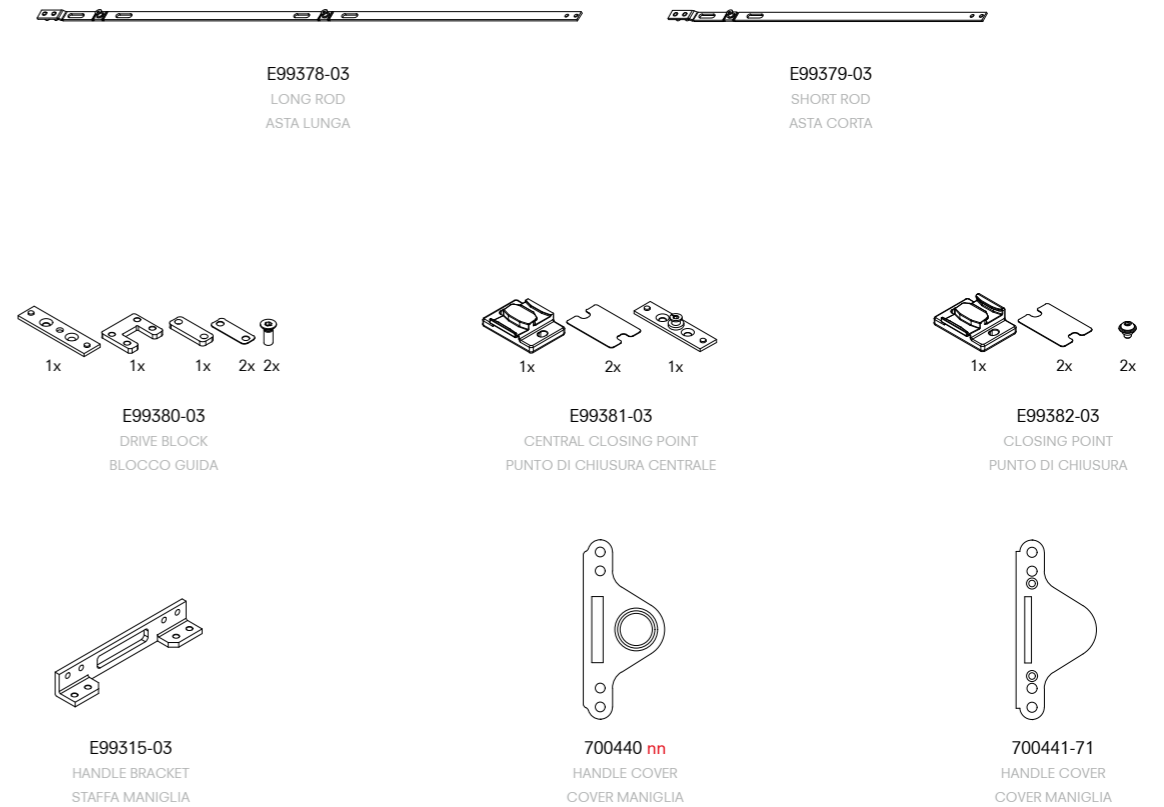 E99378-03
LONG ROD
ASTA LUNGA
E99379-03
SHORT ROD
ASTA CORTA
1x 1x 1x 2x 2x
E99380-03
DRIVE BLOCK
BLOCCO GUIDA
1x 2x 1x
E99381-03
CENTRAL CLOSING POINT
PUNTO DI CHIUSURA CENTRALE
1x 2x 2x
E99382-03
CLOSING POINT
PUNTO DI CHIUSURA
E99315-03
HANDLE BRACKET
STAFFA MANIGLIA
700440 nn
HANDLE COVER
COVER MANIGLIA
700441-71
HANDLE COVER
COVER MANIGLIA